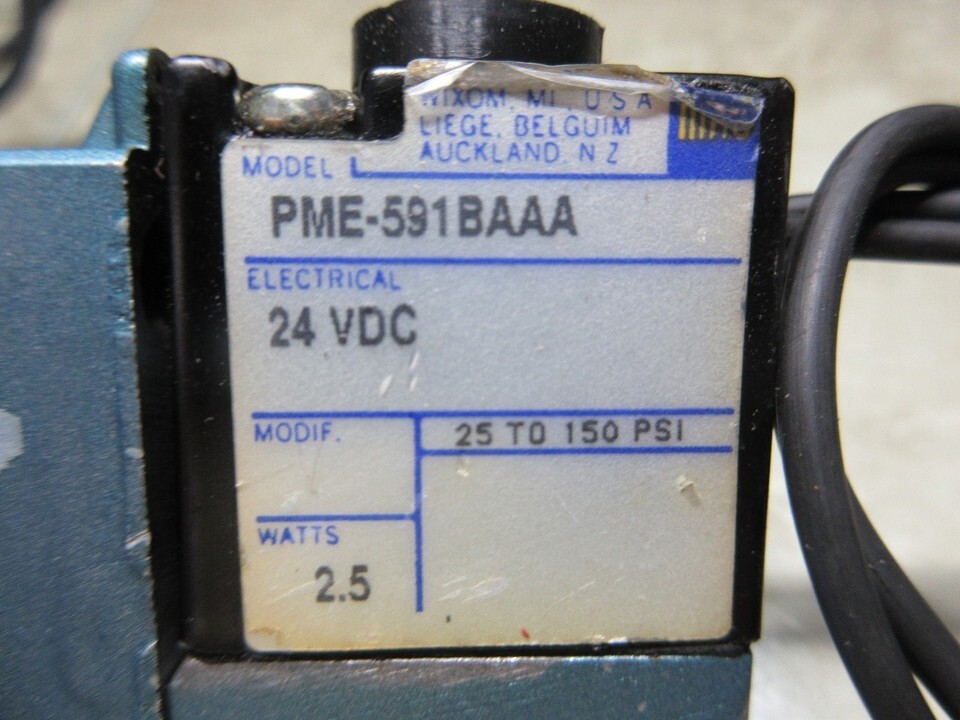 WIXOM, MI., U S A
LIEGE, BELGUIM
AUCKLAND, N Z
MODEL
PME-591BAAA
ELECTRICAL
24 VDC
MODIF.
25 TO 150 PSI
WATTS
2.5